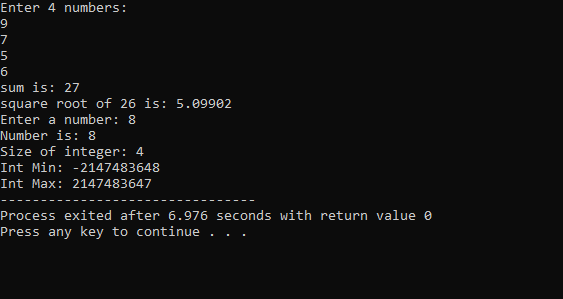 Enter 4 numbers:
9
7
5
6
sum is: 27
square root of 26 is: 5.09902
Enter a number: 8
Number is: 8
Size of integer: 4
Int Min: -2147483648
Int Max: 2147483647
--------------------------------
Process exited after 6.976 seconds with return value 0
Press any key to continue . . .